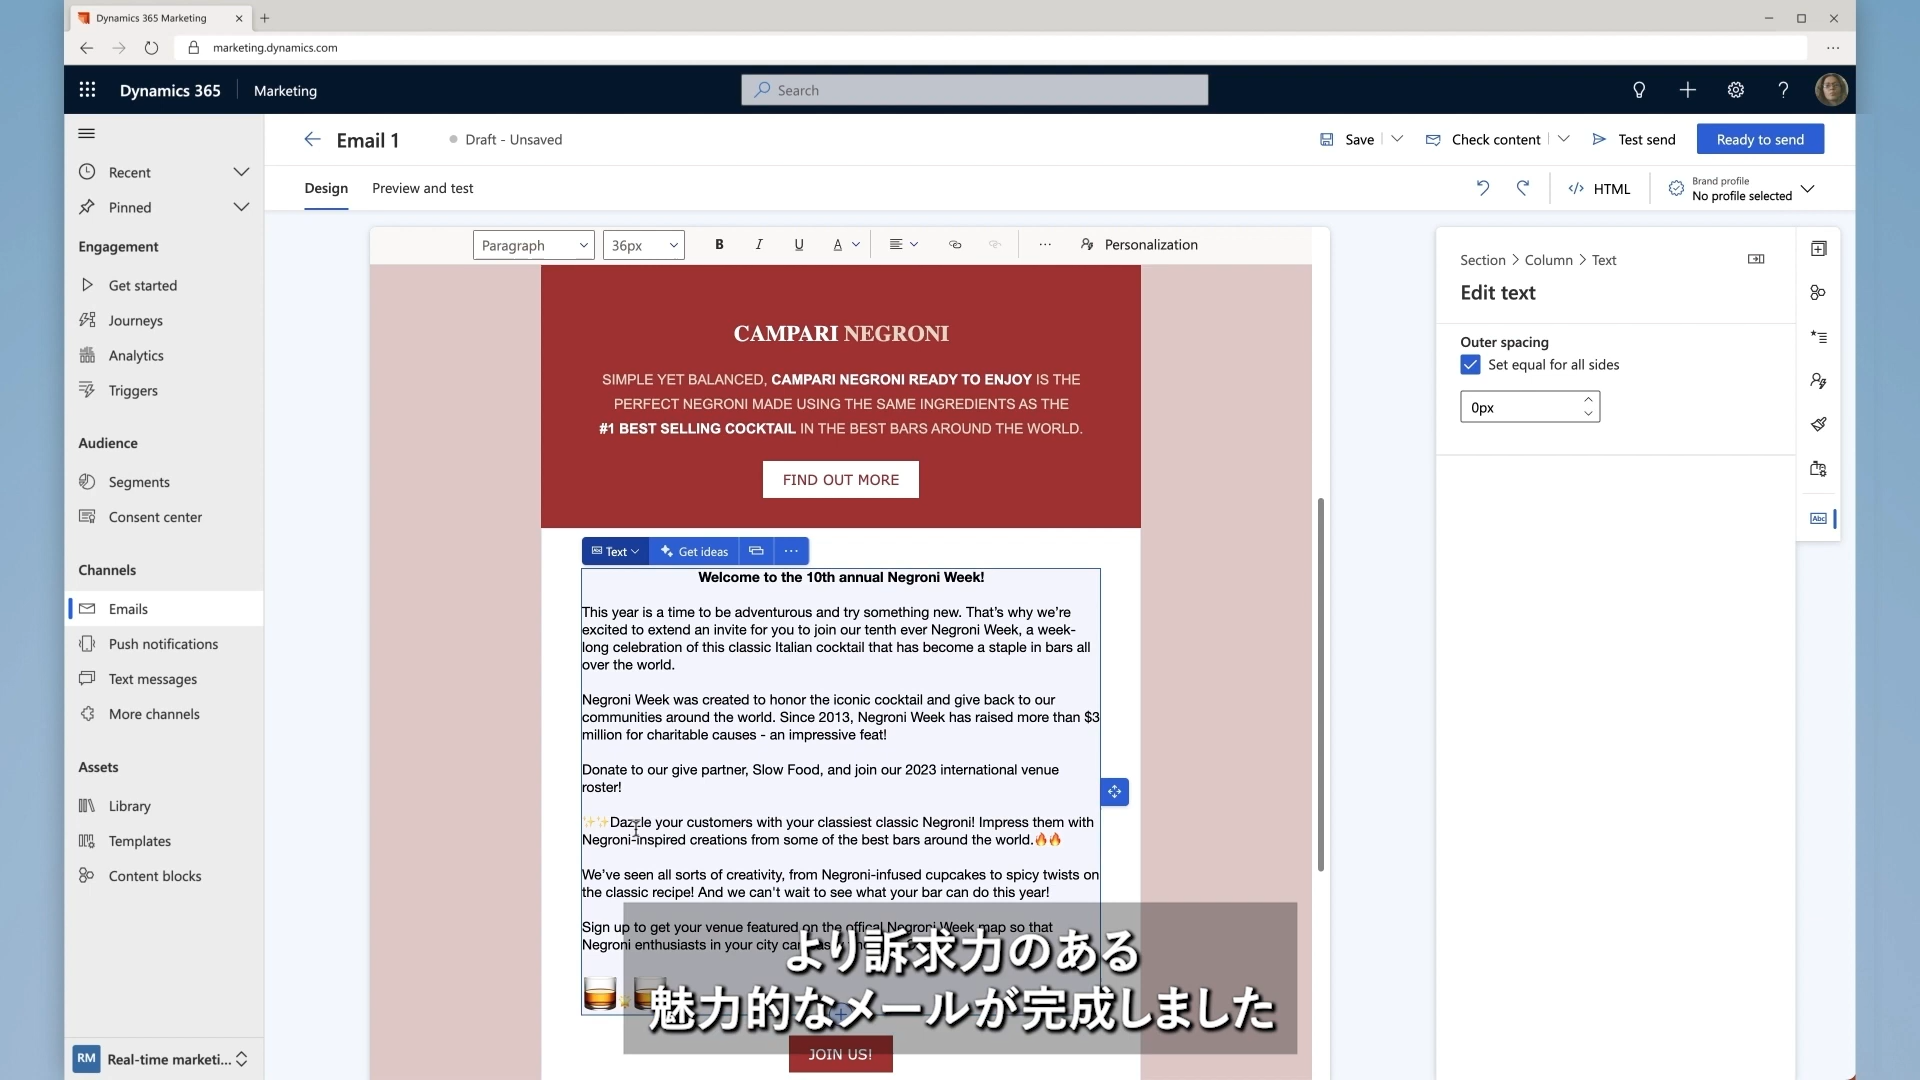 Dynamics 365 Marketing
marketing.dynamics.com
Dynamics 365
Marketing
Search
Email 1
Draft - Unsaved
Save
Check content
Test send
Ready to send
Design
Preview and test
HTML
Brand profile
No profile selected
Recent
Pinned
Engagement
Get started
Journeys
Analytics
Triggers
Audience
Segments
Consent center
Channels
Emails
Push notifications
Text messages
More channels
Assets
Library
Templates
Content blocks
RM
Real-time marketi...
Paragraph
36px
B
I
U
A
Personalization
CAMPARI NEGRONI
SIMPLE YET BALANCED, CAMPARI NEGRONI READY TO ENJOY IS THE
PERFECT NEGRONI MADE USING THE SAME INGREDIENTS AS THE
#1 BEST SELLING COCKTAIL IN THE BEST BARS AROUND THE WORLD.
FIND OUT MORE
Text
Get ideas
Welcome to the 10th annual Negroni Week!
This year is a time to be adventurous and try something new. That’s why we’re
excited to extend an invite for you to join our tenth ever Negroni Week, a week-
long celebration of this classic Italian cocktail that has become a staple in bars all
over the world.
Negroni Week was created to honor the iconic cocktail and give back to our
communities around the world. Since 2013, Negroni Week has raised more than $3
million for charitable causes - an impressive feat!
Donate to our give partner, Slow Food, and join our 2023 international venue
roster!
✨✨Dazzle your customers with your classiest classic Negroni! Impress them with
Negroni-inspired creations from some of the best bars around the world.🔥🔥
We’ve seen all sorts of creativity, from Negroni-infused cupcakes to spicy twists on
the classic recipe! And we can't wait to see what your bar can do this year!
Sign up to get your venue featured on the offical Negroni Week map so that
Negroni enthusiasts in your city can
より訴求力のある
魅力的なメールが完成しました
JOIN US!
Section > Column > Text
Edit text
Outer spacing
Set equal for all sides
0px
Abc